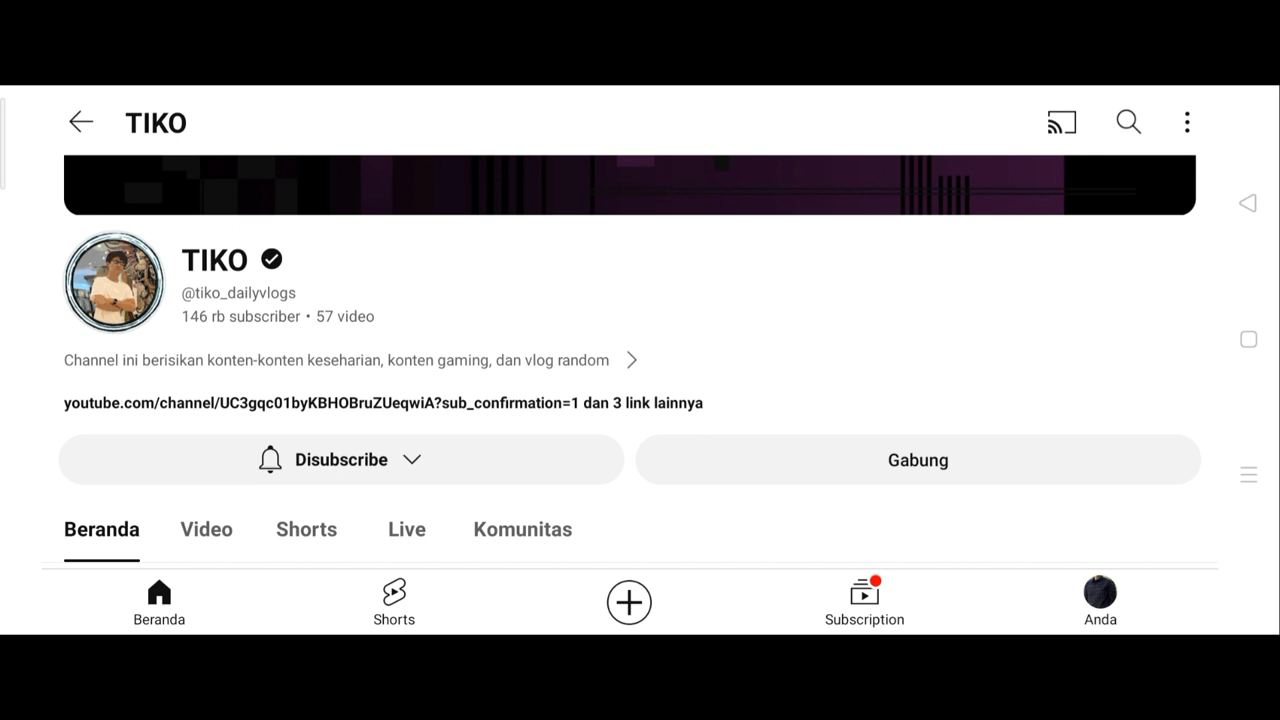 TIKO
TIKO
@tiko_dailyvlogs
146 rb subscriber • 57 video
Channel ini berisikan konten-konten keseharian, konten gaming, dan vlog random
youtube.com/channel/UC3gqc01byKBHOBruZUeqwiA?sub_confirmation=1 dan 3 link lainnya
Disubscribe
Gabung
Beranda Video Shorts Live Komunitas
Beranda Shorts Subscription Anda